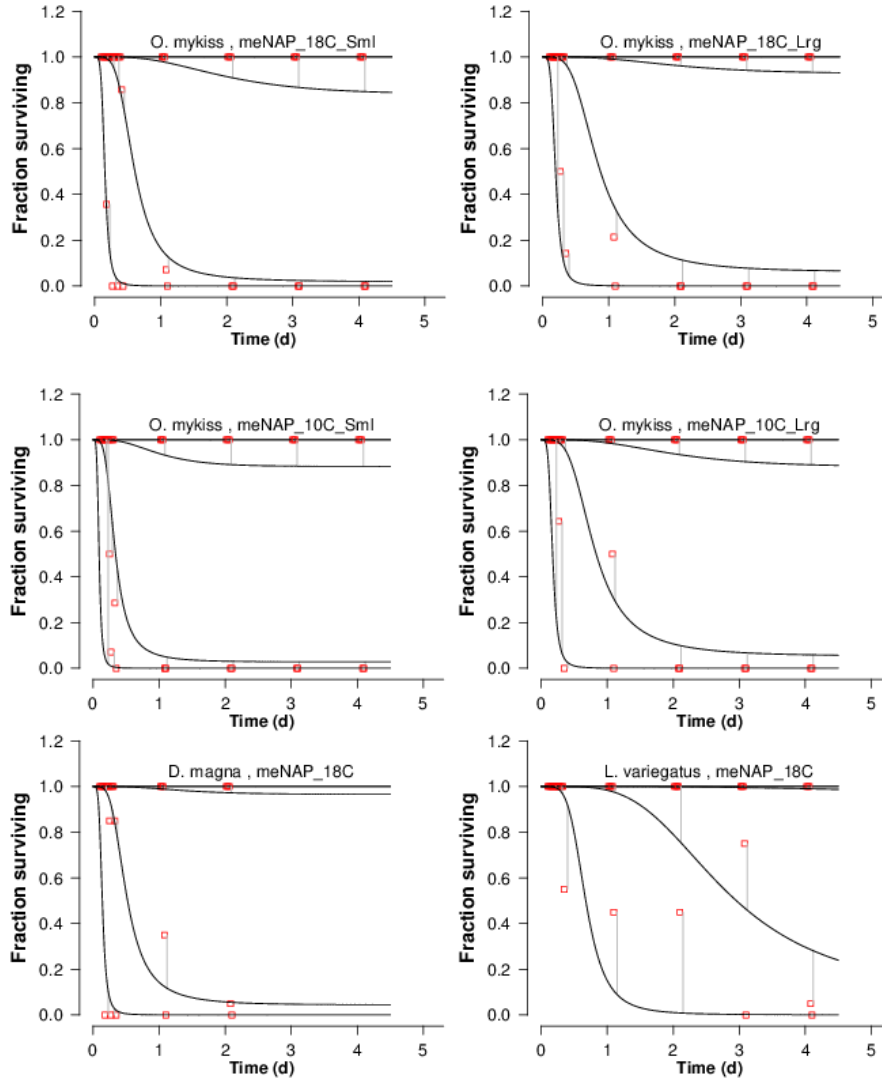 O. mykiss , meNAP_18C_Sml
Fraction surviving
1.2
1.0
0.8
0.6
0.4
0.2
0.0
0 1 2 3 4 5
Time (d)
O. mykiss , meNAP_18C_Lrg
Fraction surviving
1.2
1.0
0.8
0.6
0.4
0.2
0.0
0 1 2 3 4 5
Time (d)
O. mykiss , meNAP_10C_Sml
Fraction surviving
1.2
1.0
0.8
0.6
0.4
0.2
0.0
0 1 2 3 4 5
Time (d)
O. mykiss , meNAP_10C_Lrg
Fraction surviving
1.2
1.0
0.8
0.6
0.4
0.2
0.0
0 1 2 3 4 5
Time (d)
D. magna , meNAP_18C
Fraction surviving
1.2
1.0
0.8
0.6
0.4
0.2
0.0
0 1 2 3 4 5
Time (d)
L. variegatus , meNAP_18C
Fraction surviving
1.2
1.0
0.8
0.6
0.4
0.2
0.0
0 1 2 3 4 5
Time (d)